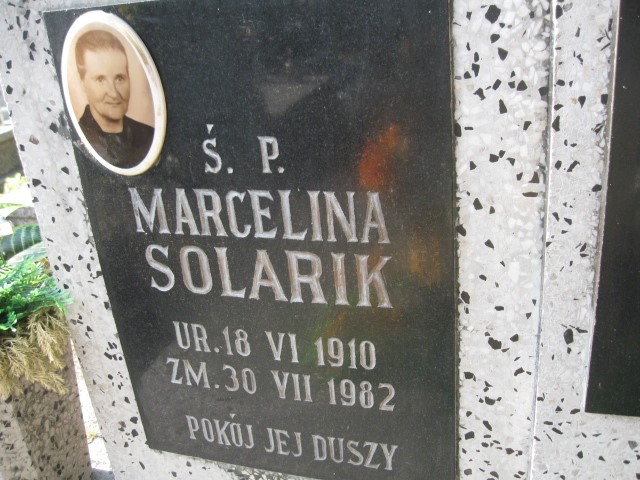 Ś. P.
MARCELINA
SOLARIK
UR. 18 VI 1910
ZM. 30 VII 1982
POKÓJ JEJ DUSZY